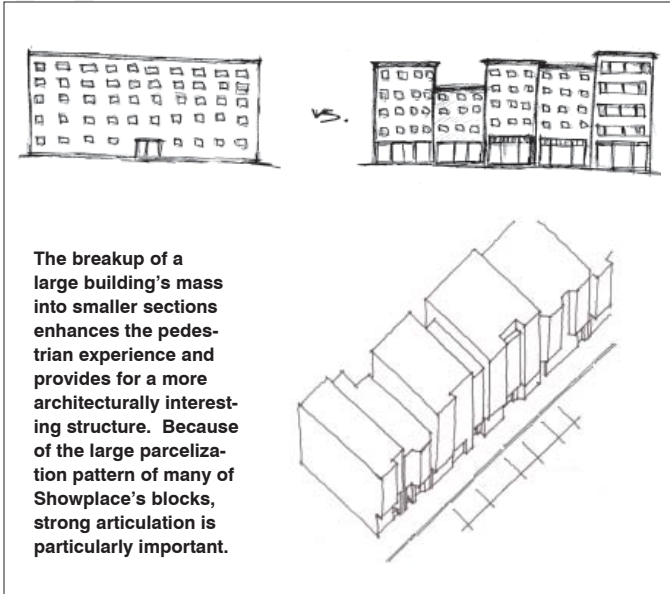 vs.
The breakup of a
large building’s mass
into smaller sections
enhances the pedes-
trian experience and
provides for a more
architecturally interest-
ing structure.  Because
of the large parceliza-
tion pattern of many of
Showplace’s blocks,
strong articulation is
particularly important.